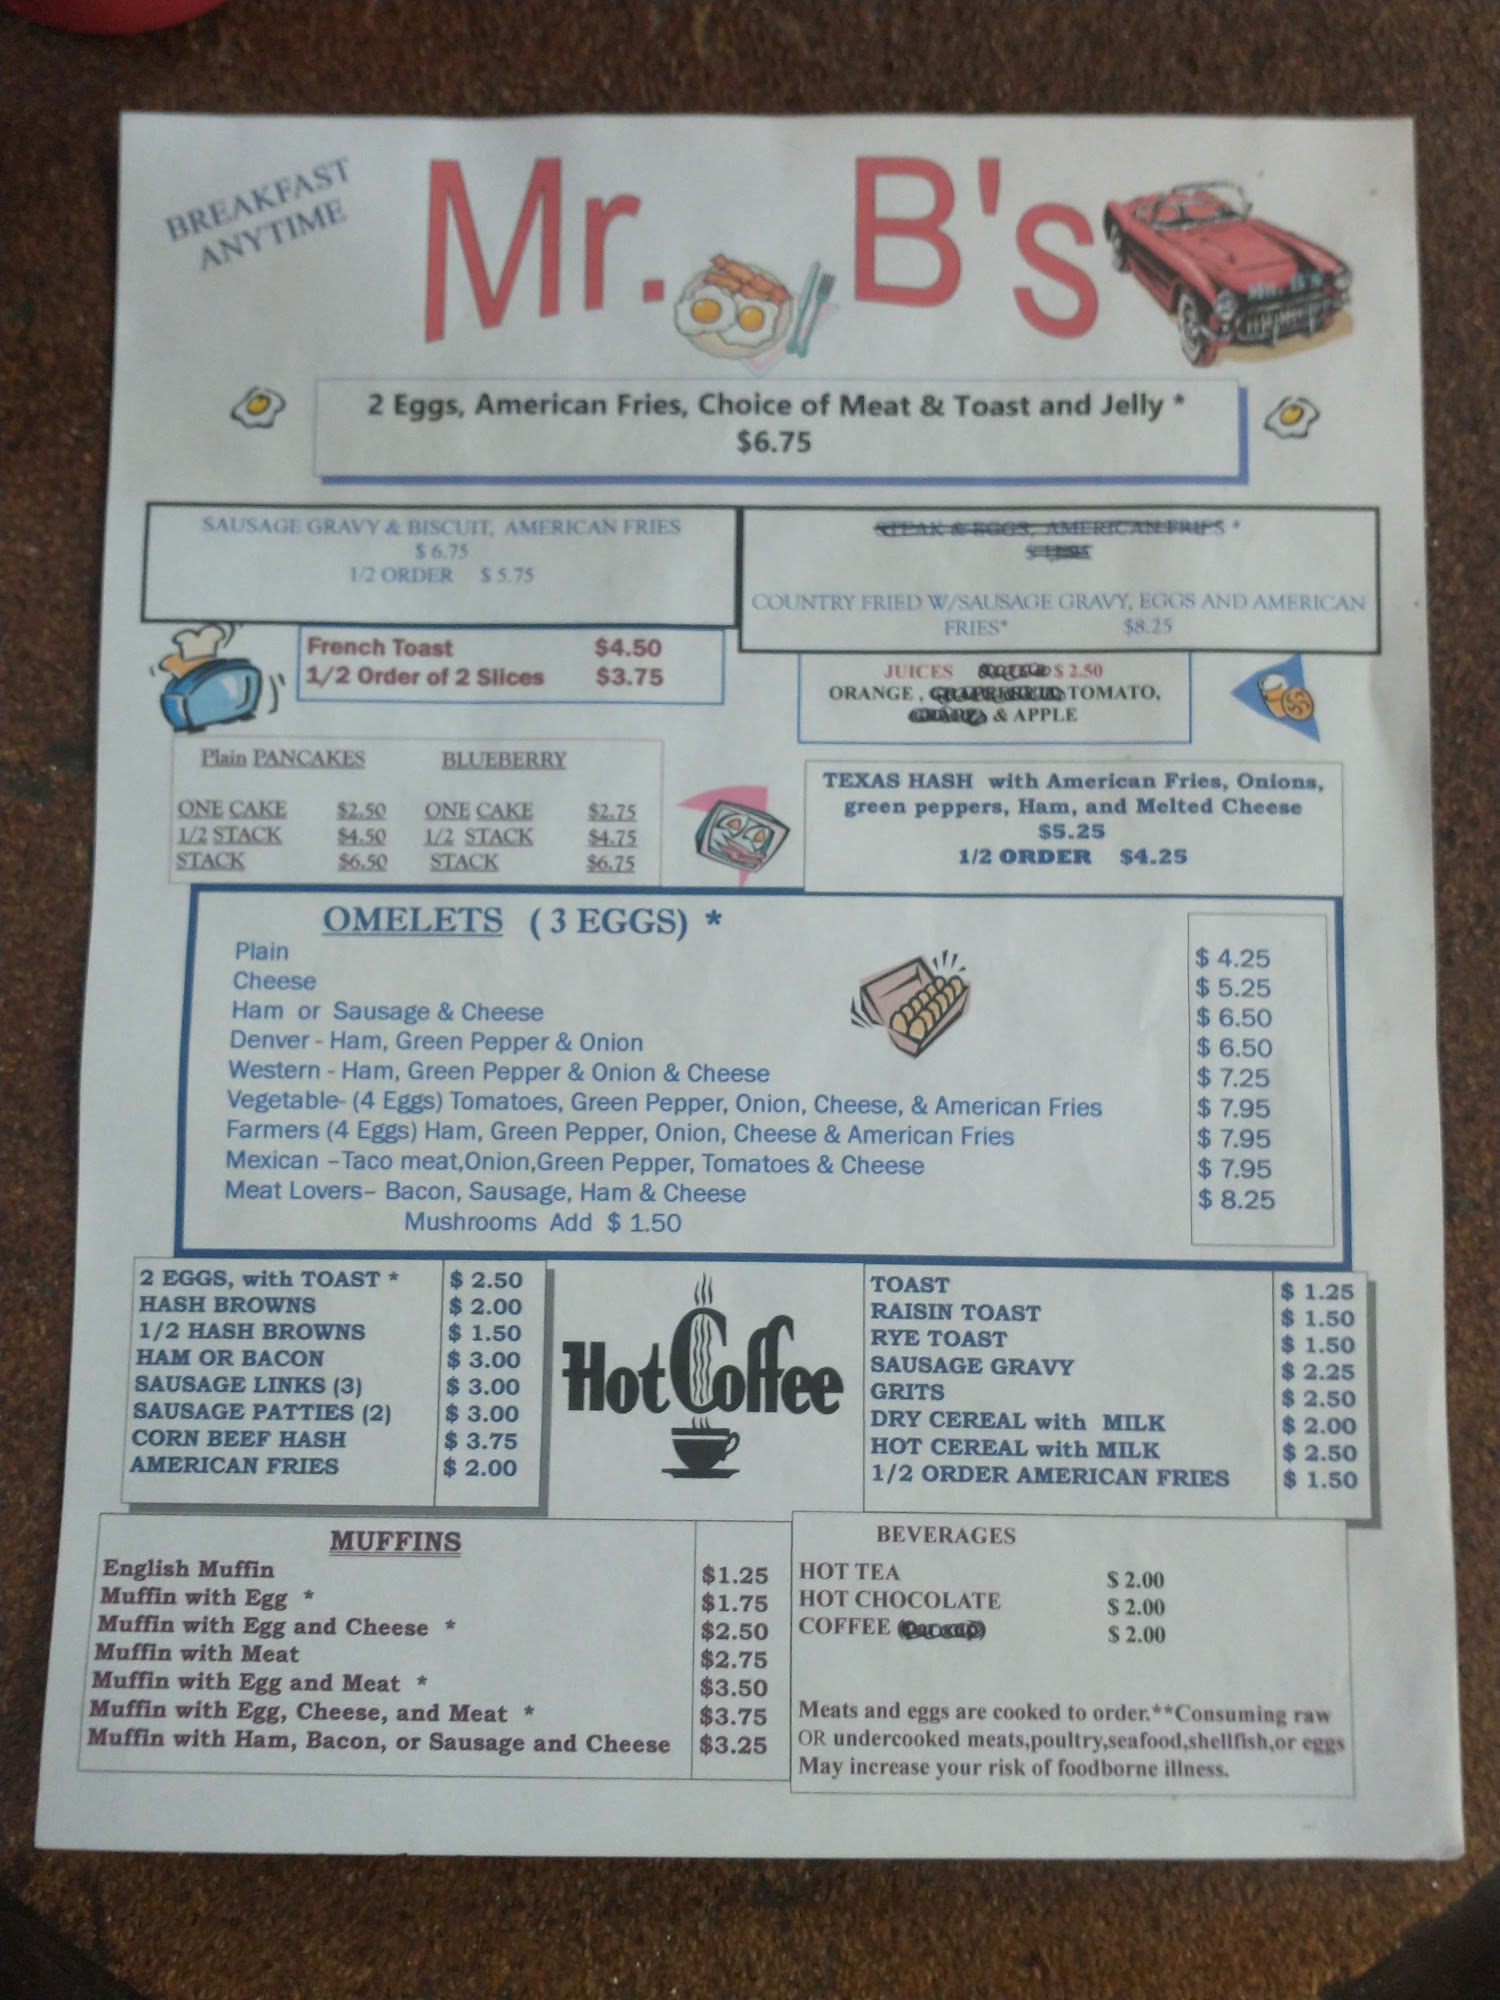 BREAKFAST
ANYTIME
Mr. B's
2 Eggs, American Fries, Choice of Meat & Toast and Jelly *
$6.75
SAUSAGE GRAVY & BISCUIT, AMERICAN FRIES
$ 6.75
1/2 ORDER $ 5.75
STEAK & EGGS, AMERICAN FRIES *
COUNTRY FRIED W/SAUSAGE GRAVY, EGGS AND AMERICAN
FRIES* $8.25
French Toast $4.50
1/2 Order of 2 Slices $3.75
JUICES $ 2.50
ORANGE, TOMATO,
& APPLE
Plain PANCAKES BLUEBERRY
ONE CAKE $2.50 ONE CAKE $2.75
1/2 STACK $4.50 1/2 STACK $4.75
STACK $6.50 STACK $6.75
TEXAS HASH with American Fries, Onions,
green peppers, Ham, and Melted Cheese
$5.25
1/2 ORDER $4.25
OMELETS ( 3 EGGS) *
Plain $ 4.25
Cheese $ 5.25
Ham or Sausage & Cheese $ 6.50
Denver - Ham, Green Pepper & Onion $ 6.50
Western - Ham, Green Pepper & Onion & Cheese $ 7.25
Vegetable- (4 Eggs) Tomatoes, Green Pepper, Onion, Cheese, & American Fries $ 7.95
Farmers (4 Eggs) Ham, Green Pepper, Onion, Cheese & American Fries $ 7.95
Mexican –Taco meat,Onion,Green Pepper, Tomatoes & Cheese $ 7.95
Meat Lovers– Bacon, Sausage, Ham & Cheese $ 8.25
Mushrooms Add $ 1.50
2 EGGS, with TOAST * $ 2.50
HASH BROWNS $ 2.00
1/2 HASH BROWNS $ 1.50
HAM OR BACON $ 3.00
SAUSAGE LINKS (3) $ 3.00
SAUSAGE PATTIES (2) $ 3.00
CORN BEEF HASH $ 3.75
AMERICAN FRIES $ 2.00
Hot Coffee
TOAST $ 1.25
RAISIN TOAST $ 1.50
RYE TOAST $ 1.50
SAUSAGE GRAVY $ 2.25
GRITS $ 2.50
DRY CEREAL with MILK $ 2.00
HOT CEREAL with MILK $ 2.50
1/2 ORDER AMERICAN FRIES $ 1.50
MUFFINS
English Muffin $1.25
Muffin with Egg * $1.75
Muffin with Egg and Cheese * $2.50
Muffin with Meat $2.75
Muffin with Egg and Meat * $3.50
Muffin with Egg, Cheese, and Meat * $3.75
Muffin with Ham, Bacon, or Sausage and Cheese $3.25
BEVERAGES
HOT TEA $ 2.00
HOT CHOCOLATE $ 2.00
COFFEE $ 2.00
Meats and eggs are cooked to order.**Consuming raw
OR undercooked meats,poultry,seafood,shellfish,or eggs
May increase your risk of foodborne illness.